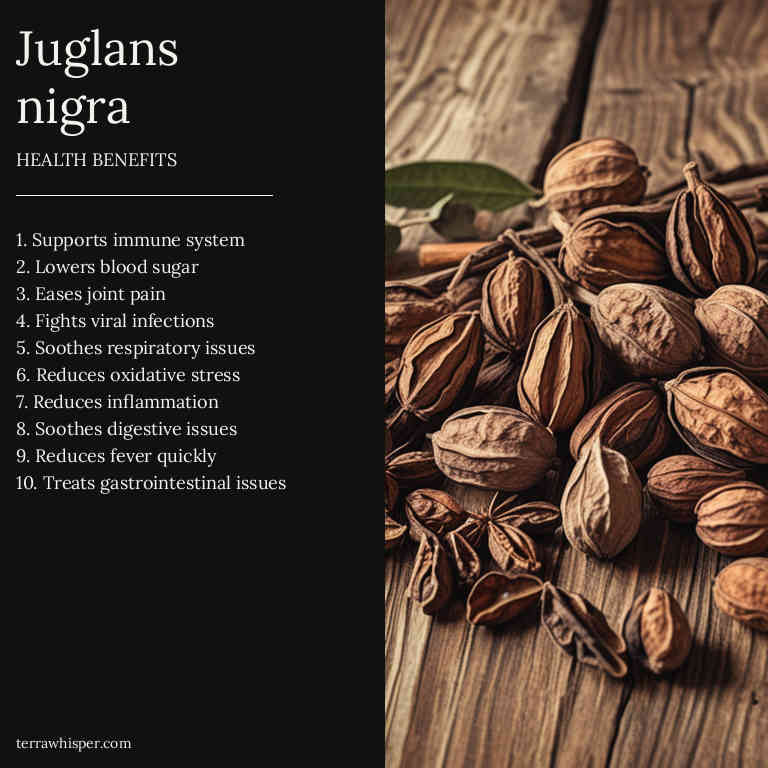 Juglans
nigra
HEALTH BENEFITS
1. Supports immune system
2. Lowers blood sugar
3. Eases joint pain
4. Fights viral infections
5. Soothes respiratory issues
6. Reduces oxidative stress
7. Reduces inflammation
8. Soothes digestive issues
9. Reduces fever quickly
10. Treats gastrointestinal issues
terrawhisper.com